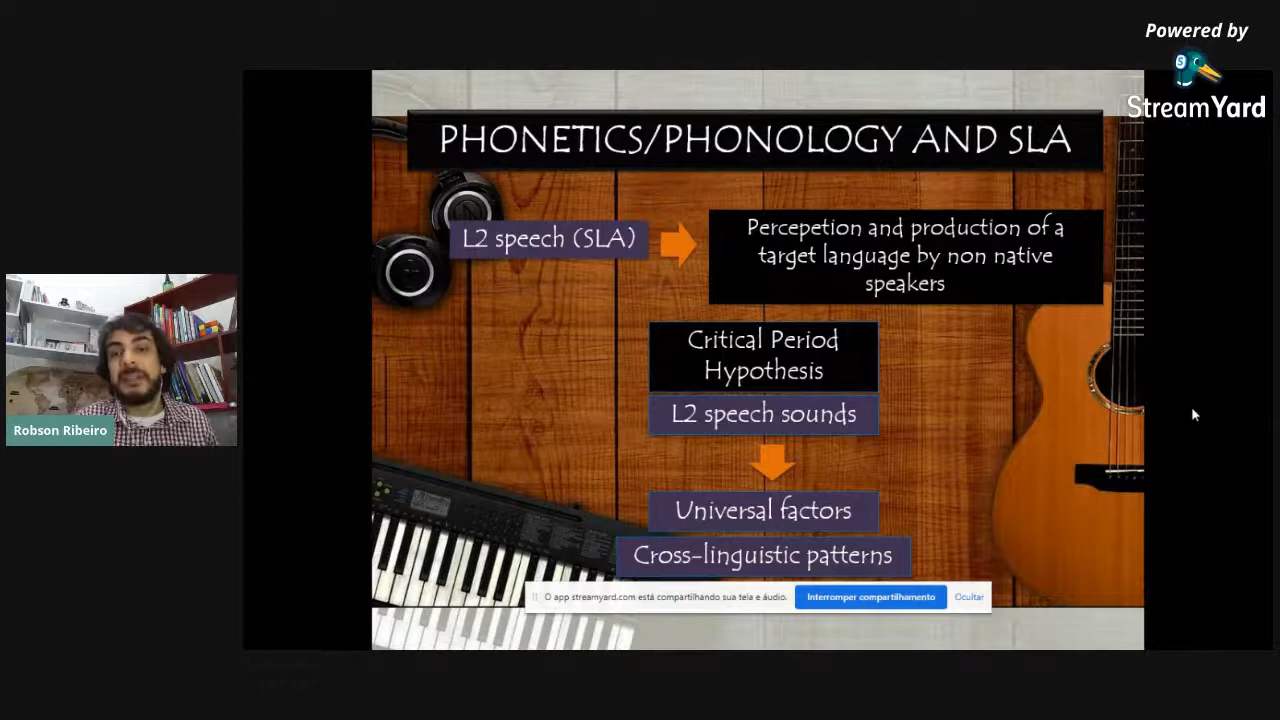 Powered by
StreamYard
PHONETICS/PHONOLOGY AND SLA
L2 speech (SLA)
Percepetion and production of a
target language by non native
speakers
Critical Period
Hypothesis
L2 speech sounds
Universal factors
Cross-linguistic patterns
Robson Ribeiro
O app streamyard.com está compartilhando sua tela e áudio.
Interromper compartilhamento
Ocultar